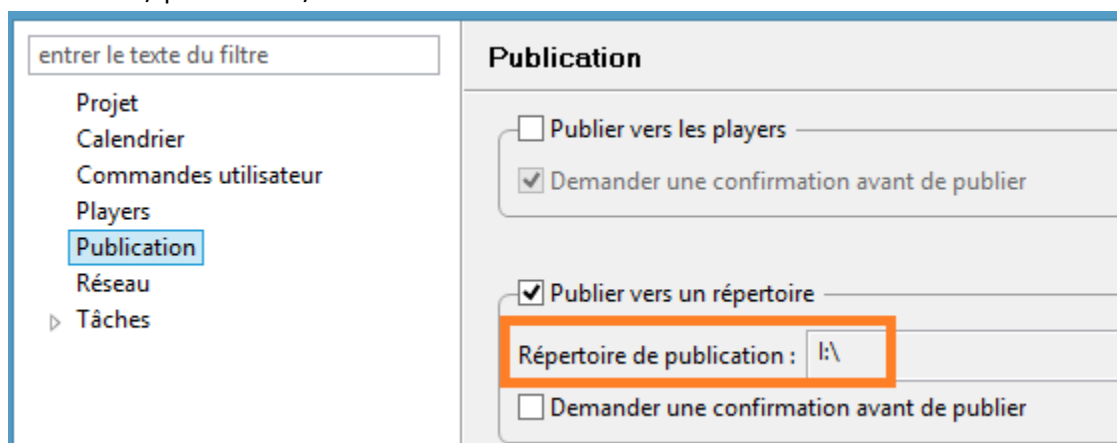 entrer le texte du filtre
Projet
Calendrier
Commandes utilisateur
Players
Publication
Réseau
Tâches
Publication
Publier vers les players
Demander une confirmation avant de publier
Publier vers un répertoire
Répertoire de publication : I:\
Demander une confirmation avant de publier